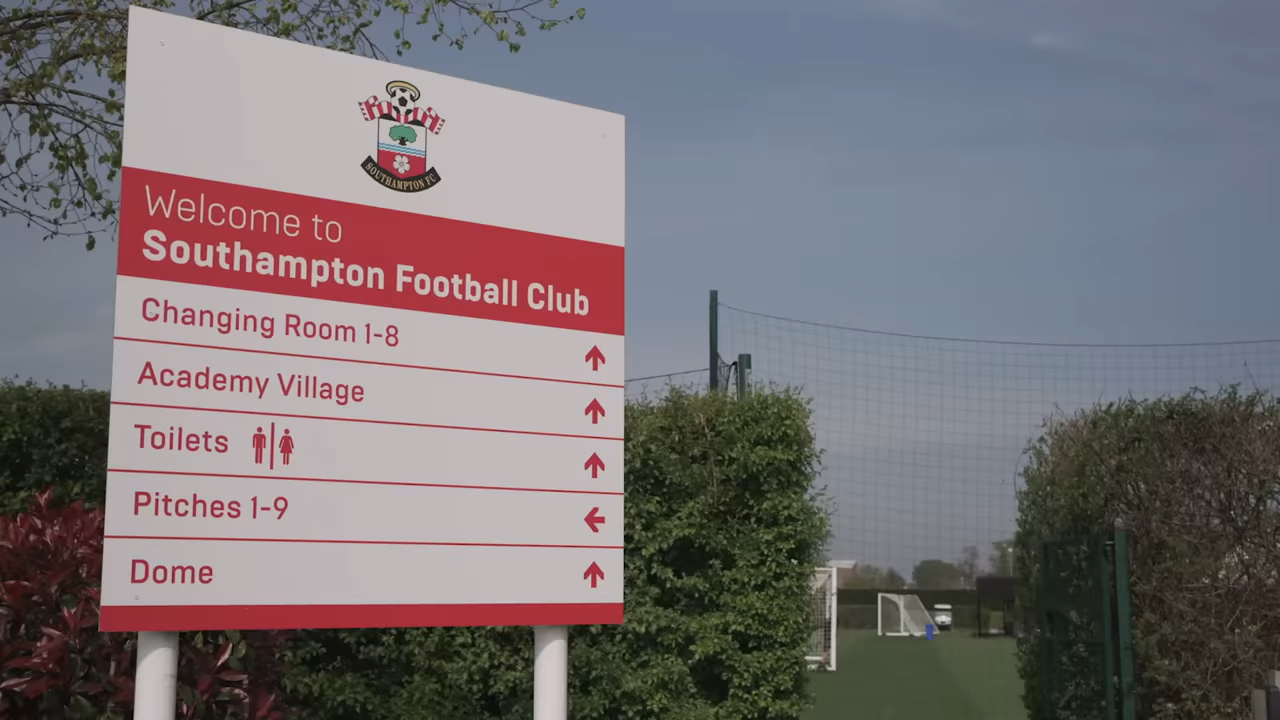 SOUTHAMPTON FC
Welcome to
Southampton Football Club
Changing Room 1-8
Academy Village
Toilets
Pitches 1-9
Dome